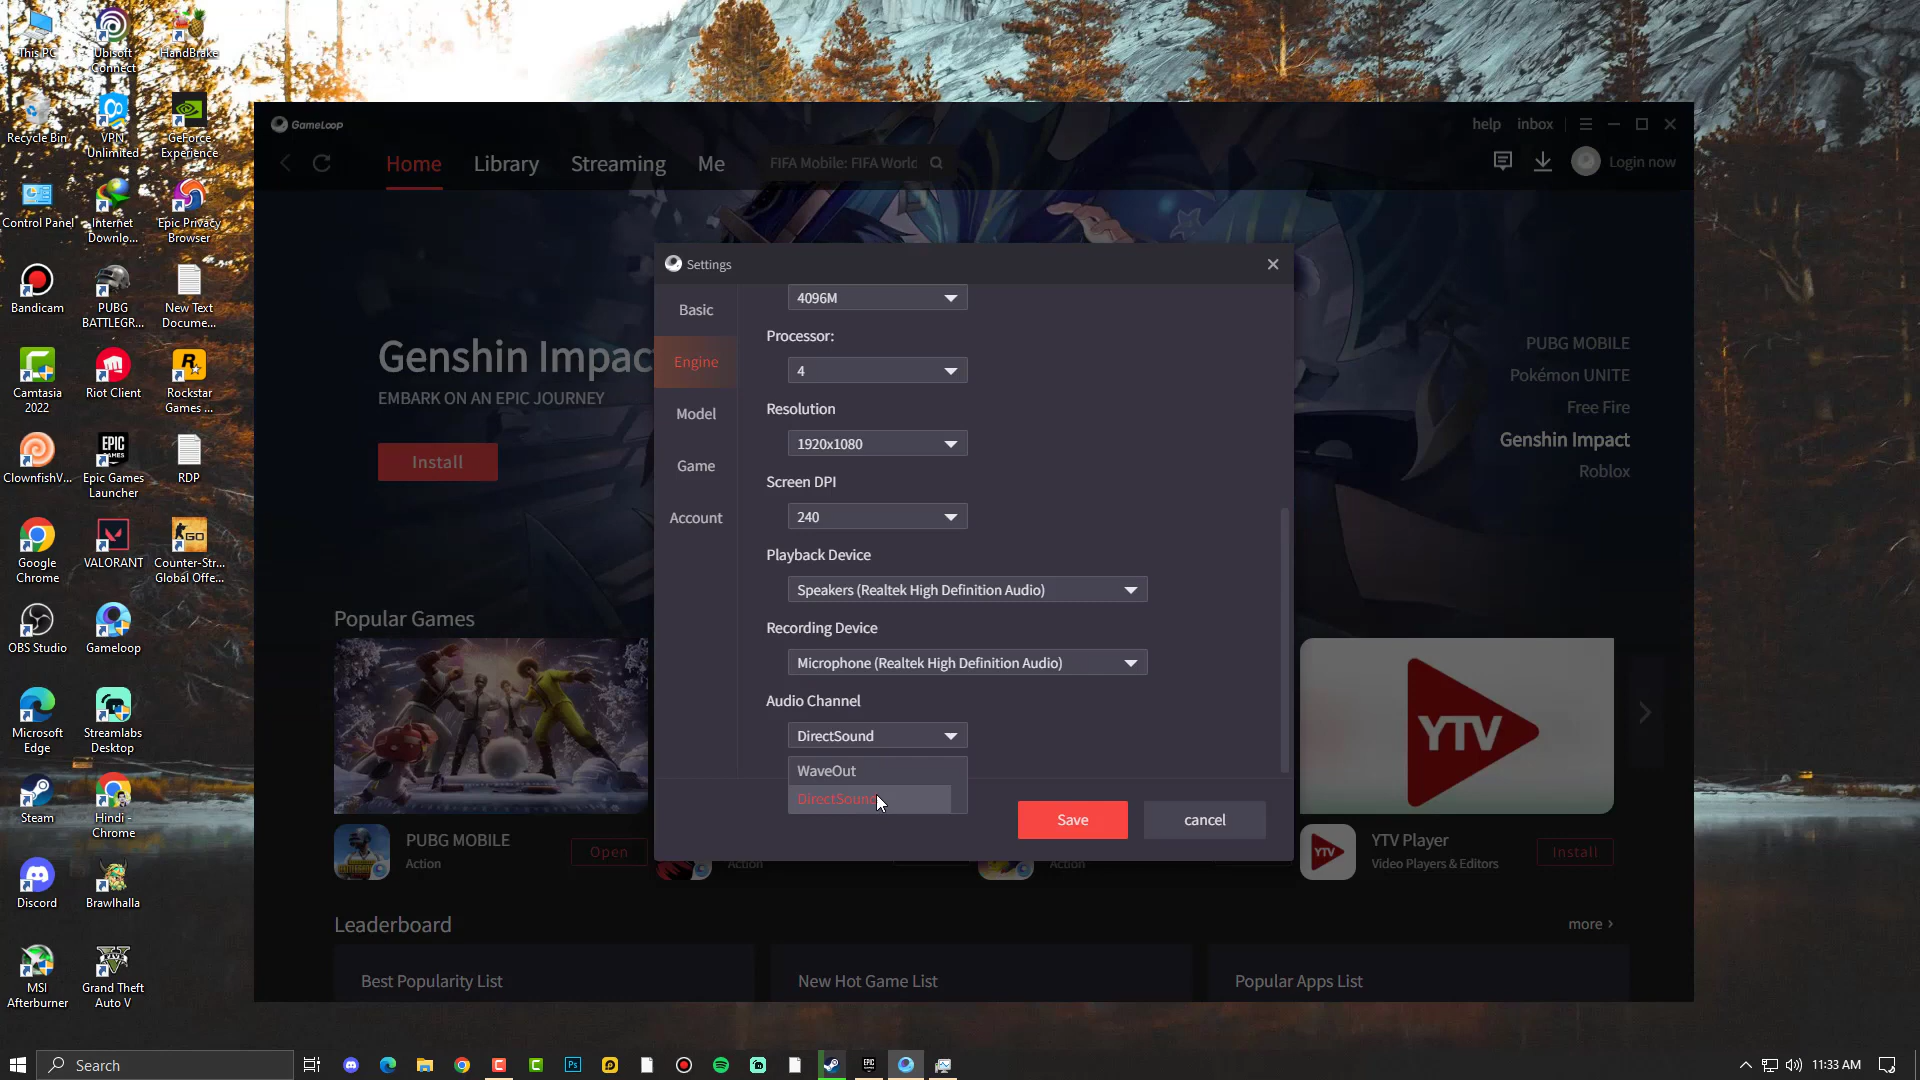 This PC
Ubisoft Connect
HandBrake
Recycle Bin
VPN Unlimited
GeForce Experience
Control Panel
Internet Downlo...
Epic Privacy Browser
Bandicam
PUBG BATTLEGR...
New Text Docume...
Camtasia 2022
Riot Client
Rockstar Games ...
ClownfishV...
Epic Games Launcher
RDP
Google Chrome
VALORANT
Counter-Str... Global Offe...
OBS Studio
Gameloop
Microsoft Edge
Streamlabs Desktop
Steam
Hindi - Chrome
Discord
Brawlhalla
MSI Afterburner
Grand Theft Auto V
GameLoop
help
inbox
Home
Library
Streaming
Me
FIFA Mobile: FIFA World
Login now
Genshin Impac
EMBARK ON AN EPIC JOURNEY
Install
PUBG MOBILE
Pokémon UNITE
Free Fire
Genshin Impact
Roblox
Settings
Basic
Engine
Model
Game
Account
4096M
Processor:
4
Resolution
1920x1080
Screen DPI
240
Playback Device
Speakers (Realtek High Definition Audio)
Recording Device
Microphone (Realtek High Definition Audio)
Audio Channel
DirectSound
WaveOut
DirectSound
Save
cancel
Popular Games
PUBG MOBILE
Action
Open
Action
Action
YTV
YTV
YTV Player
Video Players & Editors
Install
Leaderboard
more
Best Popularity List
New Hot Game List
Popular Apps List
Search
11:33 AM